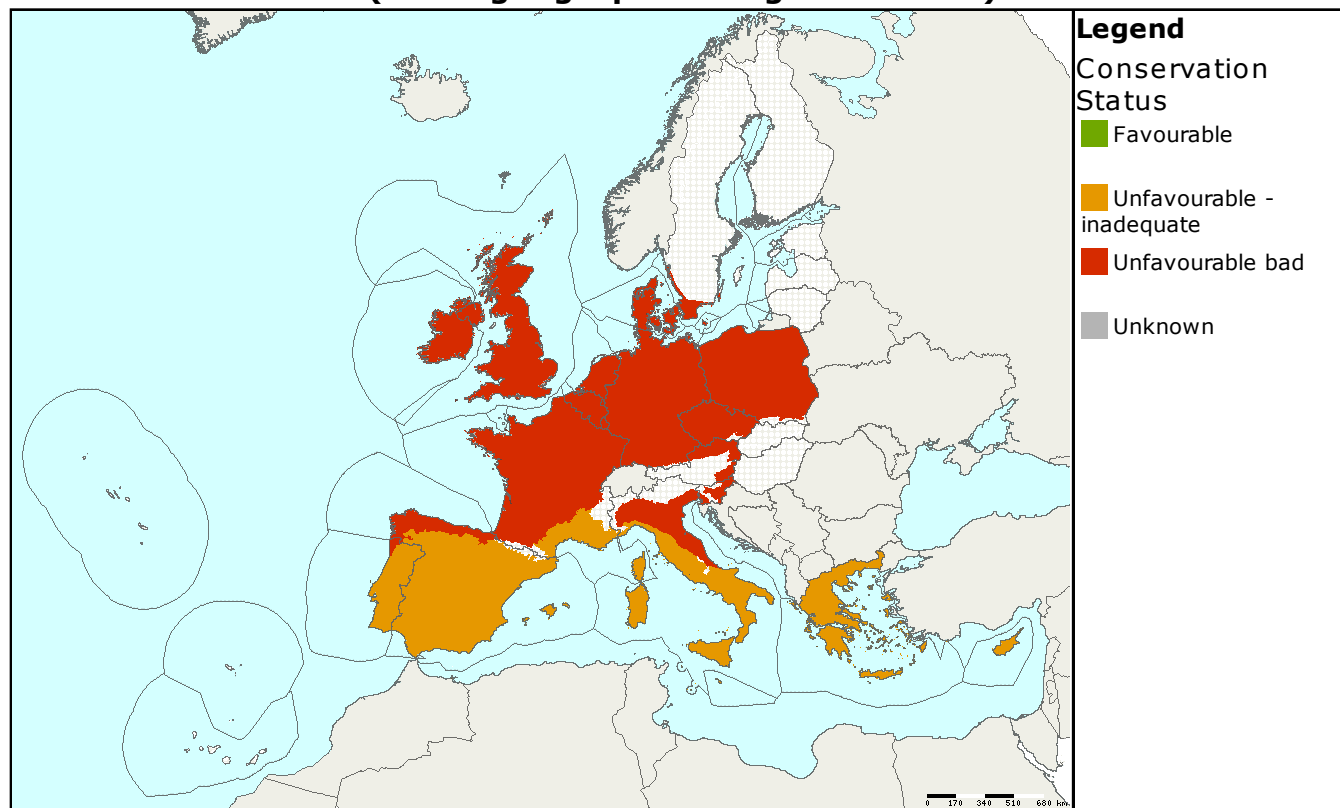 Legend
Conservation
Status
Favourable
Unfavourable -
inadequate
Unfavourable bad
Unknown
0 170 340 510 680 km